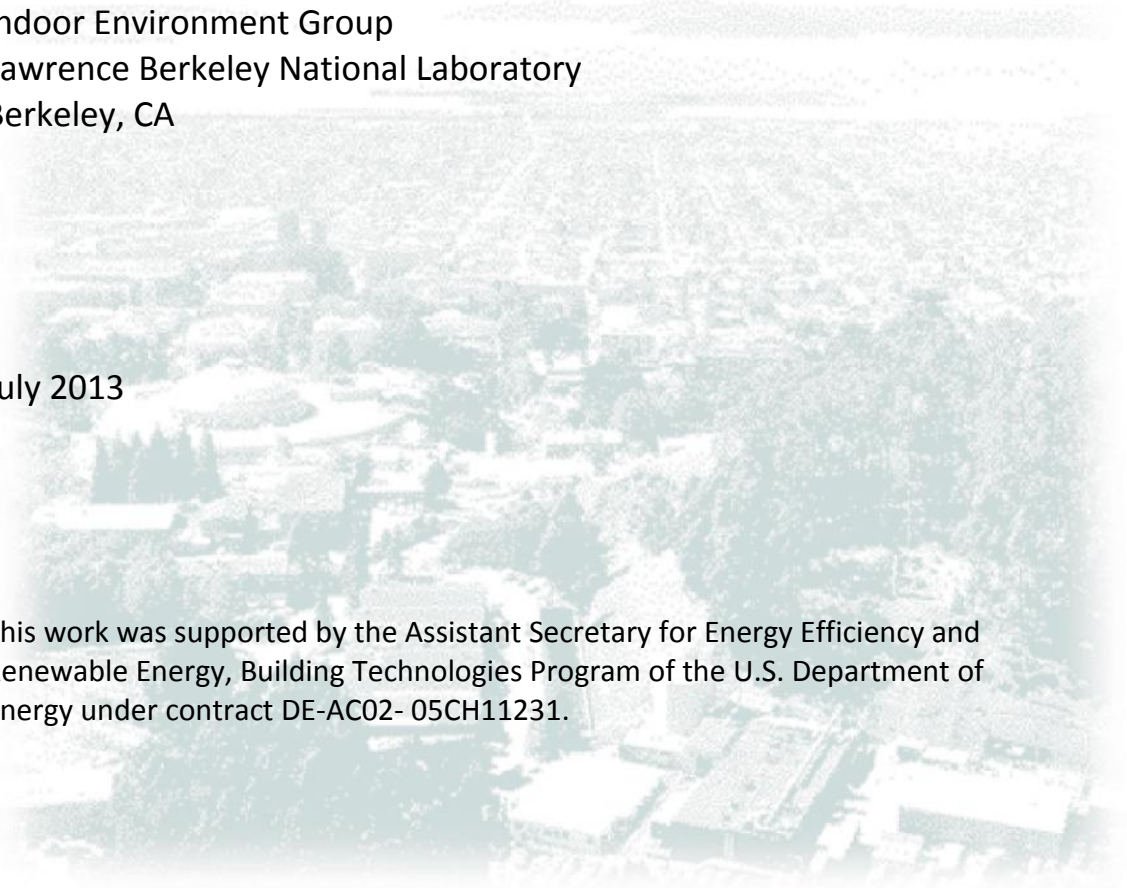 ndoor Environment Group
awrence Berkeley National Laboratory
Berkeley, CA
uly 2013
his work was supported by the Assistant Secretary for Energy Efficiency and
enewable Energy, Building Technologies Program of the U.S. Department of
nergy under contract DE-AC02- 05CH11231.